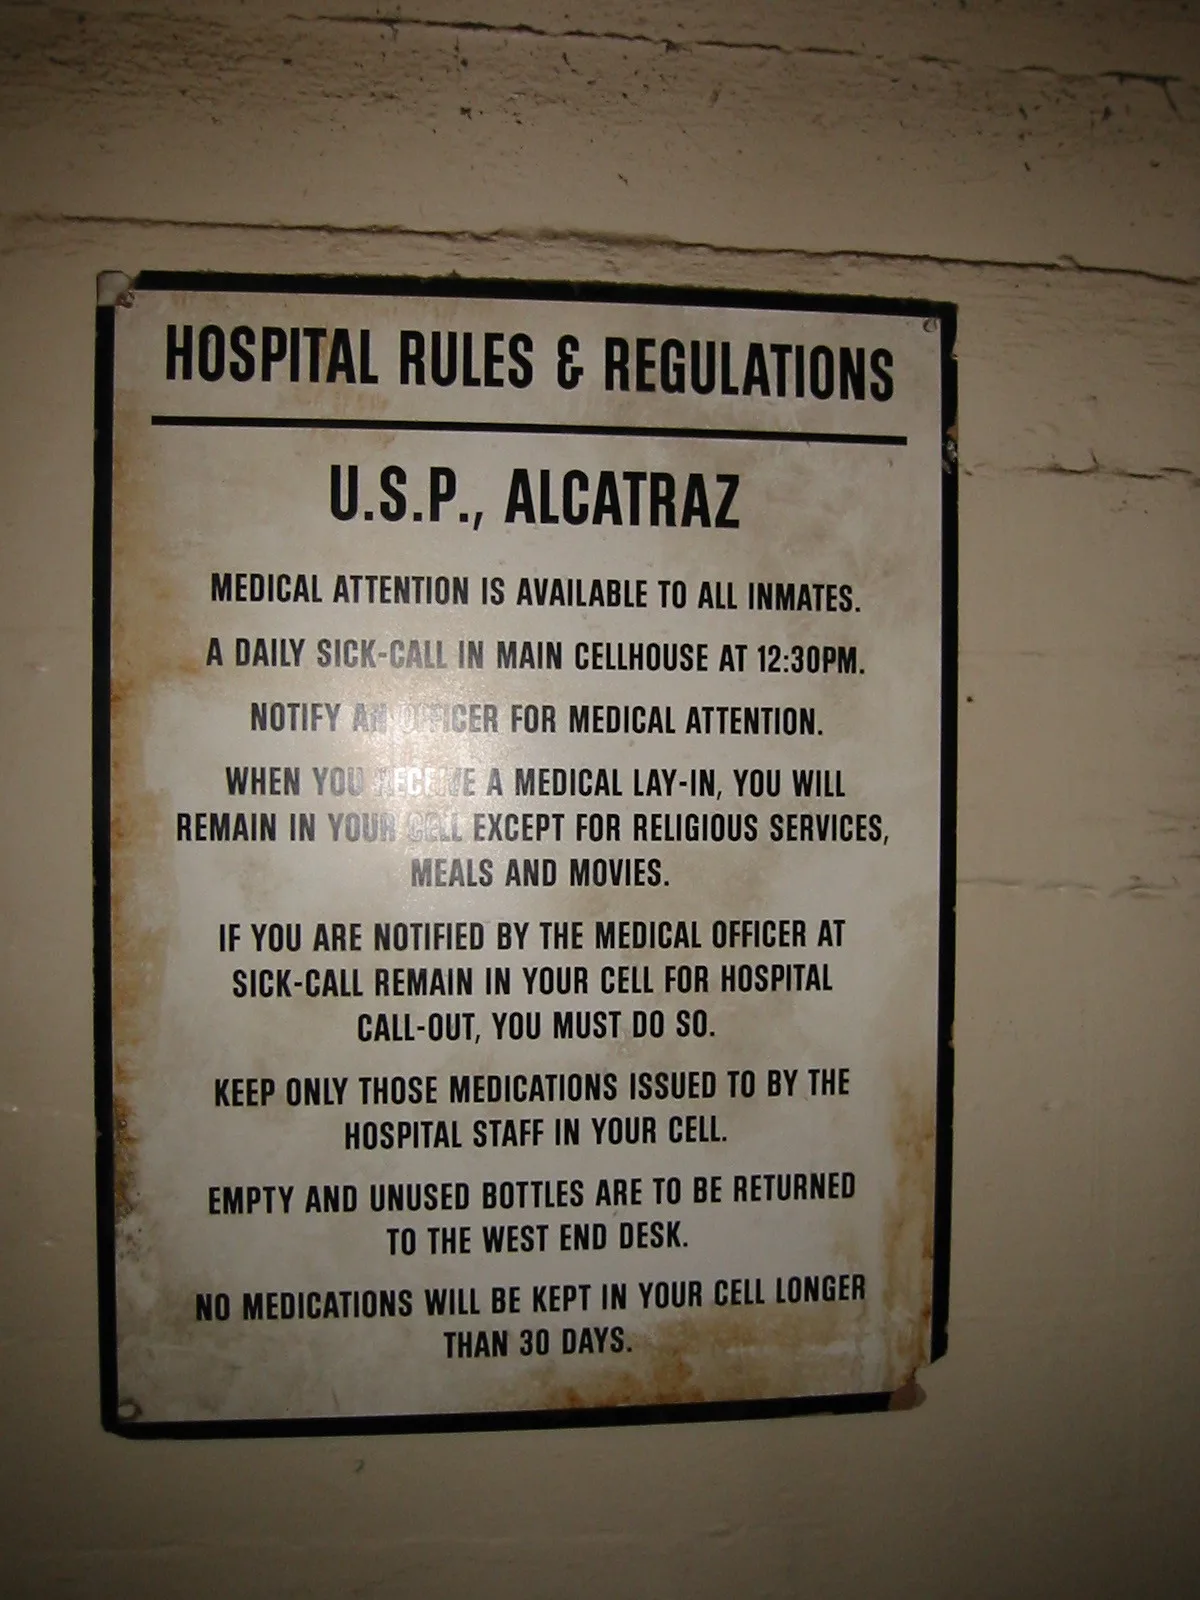 HOSPITAL RULES & REGULATIONS
U.S.P., ALCATRAZ
MEDICAL ATTENTION IS AVAILABLE TO ALL INMATES.
A DAILY SICK-CALL IN MAIN CELLHOUSE AT 12:30PM.
NOTIFY AN OFFICER FOR MEDICAL ATTENTION.
WHEN YOU RECEIVE A MEDICAL LAY-IN, YOU WILL
REMAIN IN YOUR CELL EXCEPT FOR RELIGIOUS SERVICES,
MEALS AND MOVIES.
IF YOU ARE NOTIFIED BY THE MEDICAL OFFICER AT
SICK-CALL REMAIN IN YOUR CELL FOR HOSPITAL
CALL-OUT, YOU MUST DO SO.
KEEP ONLY THOSE MEDICATIONS ISSUED TO BY THE
HOSPITAL STAFF IN YOUR CELL.
EMPTY AND UNUSED BOTTLES ARE TO BE RETURNED
TO THE WEST END DESK.
NO MEDICATIONS WILL BE KEPT IN YOUR CELL LONGER
THAN 30 DAYS.